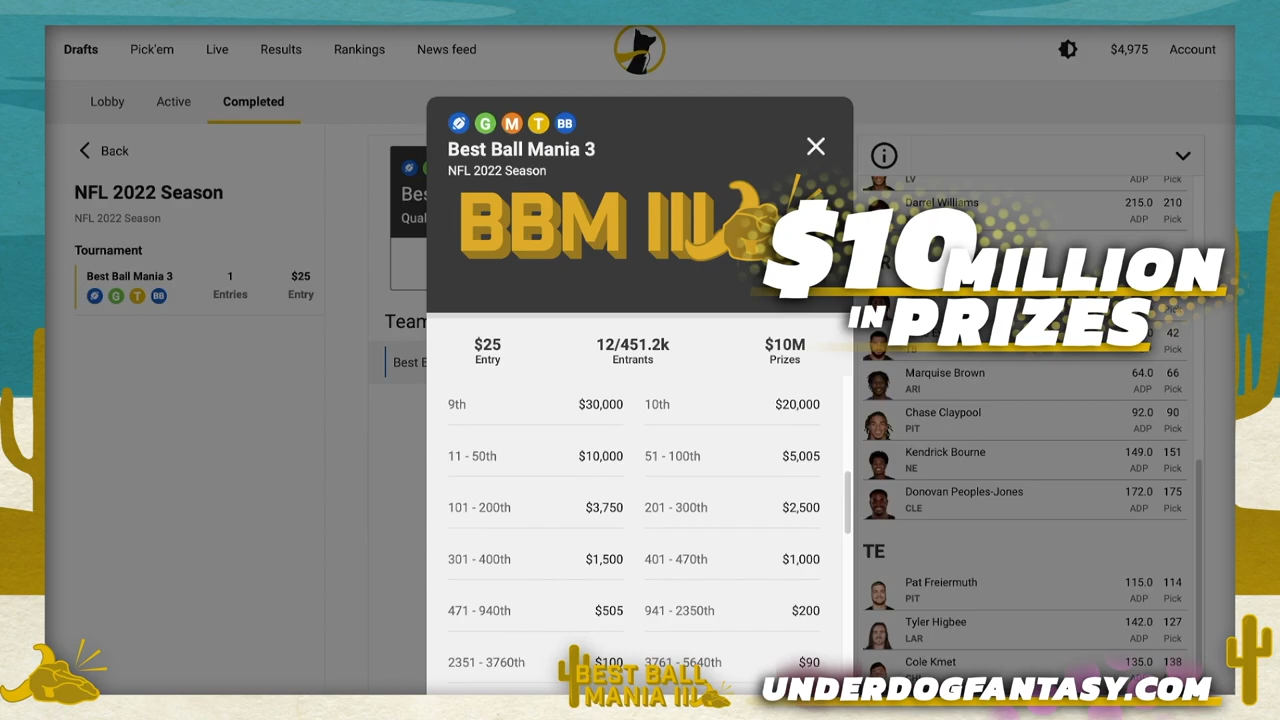 Drafts Pick'em Live Results Rankings News feed $4,975 Account
Lobby Active Completed
Back
NFL 2022 Season
NFL 2022 Season
Tournament
Best Ball Mania 3 1 $25
G T BB Entries Entry
Bes
Qual
Team
Best B
G M T BB
Best Ball Mania 3
NFL 2022 Season
BBM III
$25 12/451.2k $10M
Entry Entrants Prizes
9th $30,000 10th $20,000
11 - 50th $10,000 51 - 100th $5,005
101 - 200th $3,750 201 - 300th $2,500
301 - 400th $1,500 401 - 470th $1,000
471 - 940th $505 941 - 2350th $200
2351 - 3760th $100 3761 - 5640th $90
LV ADP Pick
Darrel Williams 215.0 210
ADP Pick
$10 MILLION
IN PRIZES
42
Pick
Marquise Brown 64.0 66
ARI ADP Pick
Chase Claypool 92.0 90
PIT ADP Pick
Kendrick Bourne 149.0 151
NE ADP Pick
Donovan Peoples-Jones 172.0 175
CLE ADP Pick
TE
Pat Freiermuth 115.0 114
PIT ADP Pick
Tyler Higbee 142.0 127
LAR ADP Pick
Cole Kmet 135.0 138
BEST BALL
MANIA III
UNDERDOGFANTASY.COM